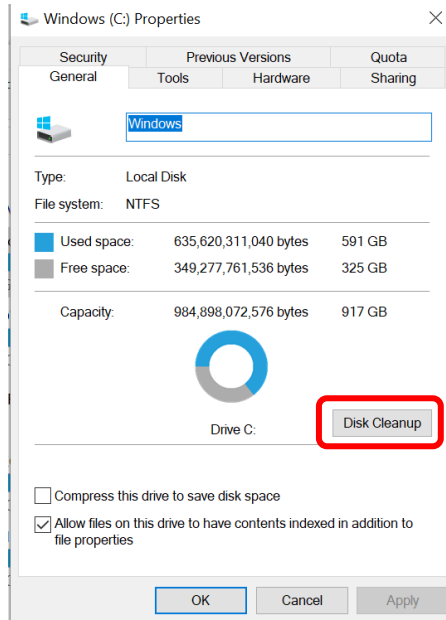 Windows (C:) Properties
Security Previous Versions Quota
General Tools Hardware Sharing
Windows
Type: Local Disk
File system: NTFS
Used space: 635,620,311,040 bytes 591 GB
Free space: 349,277,761,536 bytes 325 GB
Capacity: 984,898,072,576 bytes 917 GB
Drive C:
Disk Cleanup
Compress this drive to save disk space
Allow files on this drive to have contents indexed in addition to
file properties
OK Cancel Apply